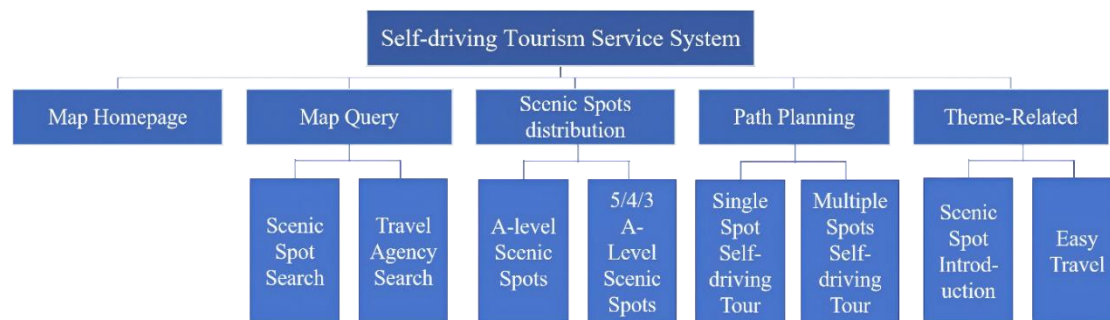 Self-driving Tourism Service System
Map Homepage
Map Query
Scenic Spots
distribution
Path Planning
Theme-Related
Scenic
Spot
Search
Travel
Agency
Search
A-level
Scenic
Spots
5/4/3
A-
Level
Scenic
Spots
Single
Spot
Self-
driving
Tour
Multiple
Spots
Self-
driving
Tour
Scenic
Spot
Introd-
uction
Easy
Travel